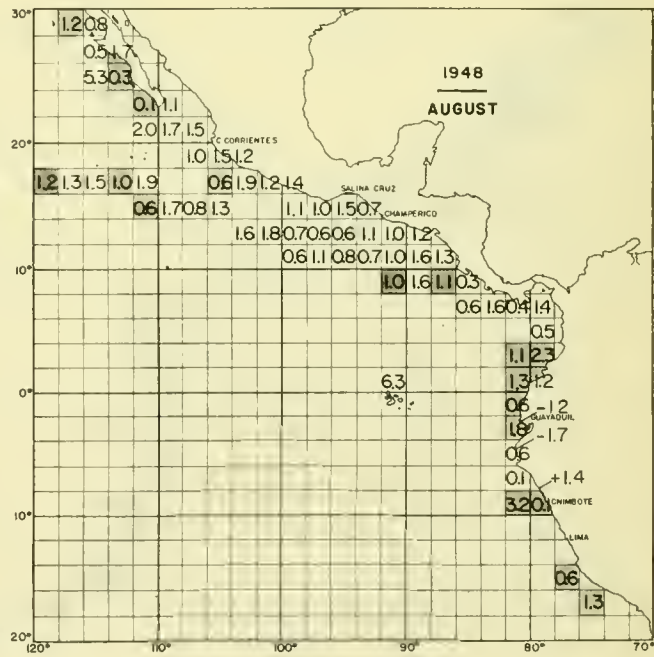 30°
1.2 0.8
0.5 1.7
1948
5.3 0.3
AUGUST
0.1 1.1
2.0 1.7 1.5
20°
C. CORRIENTES
1.0 1.5 1.2
1.2 1.3 1.5 1.0 1.9 0.6 1.9 1.2 1.4
SALINA CRUZ
0.6 1.7 0.8 1.3 1.1 1.0 1.5 0.7
CHAMPERICO
1.6 1.8 0.7 0.6 0.6 1.1 1.0 1.2
0.6 1.1 0.8 0.7 1.0 1.6 1.3
10°
1.0 1.6 1.1 0.3
0.6 1.6 0.4 1.4
0.5
1.1 2.3
6.3 1.3 1.2
0°
0.6 -1.2
GUAYAQUIL
1.8 -1.7
0.6
0.1 +1.4
3.2 0.1 CHIMBOTE
10°
LIMA
0.6
1.3
20°
120° 110° 100° 90° 80° 70°